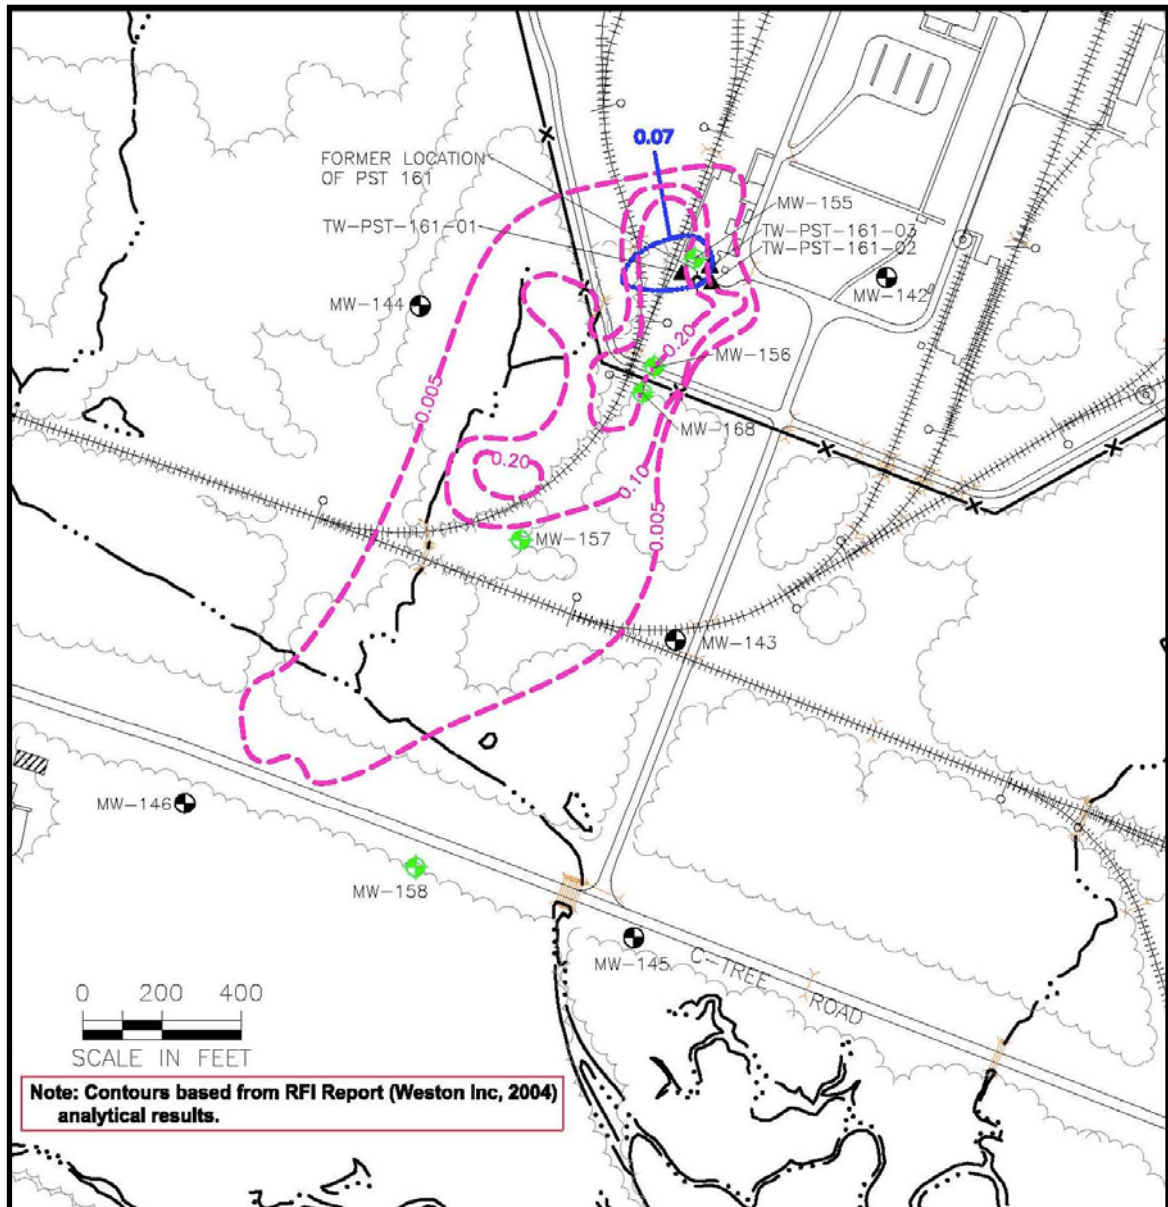 0.07
FORMER LOCATION
OF PST 161
MW-155
TW-PST-161-01
TW-PST-161-03
TW-PST-161-02
MW-142
MW-144
0.20
MW-156
0.005
MW-168
0.20
0.10
0.005
MW-157
MW-143
MW-146
MW-158
MW-145
C-TREE ROAD
0 200 400
SCALE IN FEET
Note: Contours based from RFI Report (Weston Inc, 2004)
analytical results.